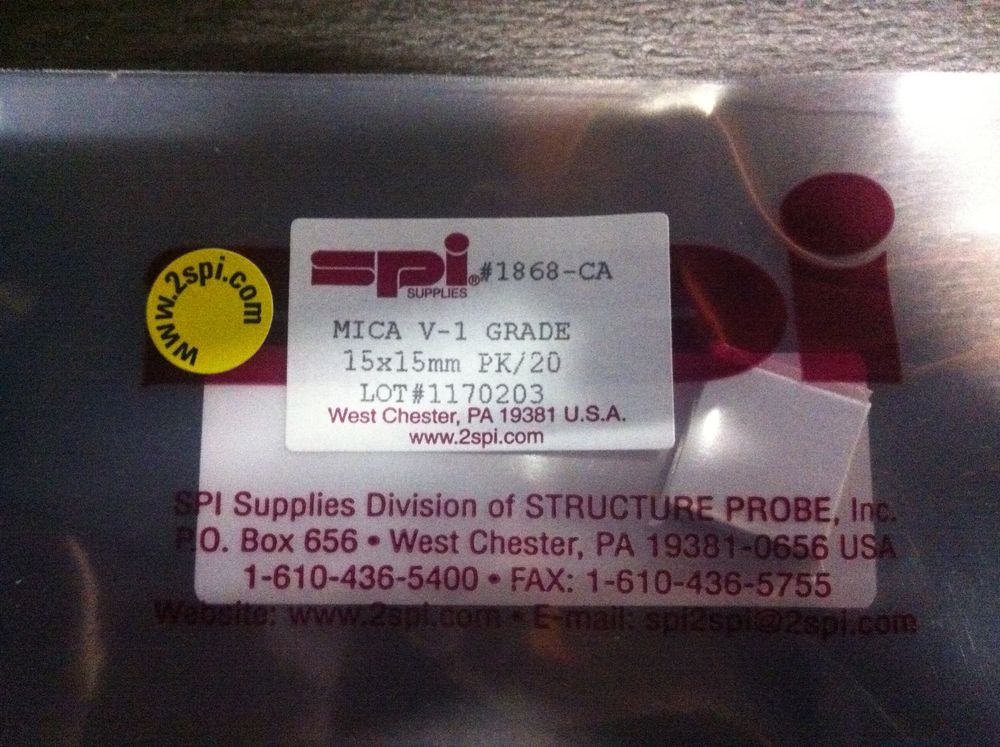 www.2spi.com
spi® #1868-CA
SUPPLIES
MICA V-1 GRADE
15x15mm PK/20
LOT#1170203
West Chester, PA 19381 U.S.A.
www.2spi.com
spi
SPI Supplies Division of STRUCTURE PROBE, Inc.
P.O. Box 656 • West Chester, PA 19381-0656 USA
1-610-436-5400 • FAX: 1-610-436-5755
Website: www.2spi.com • E-mail: spi2spi@2spi.com